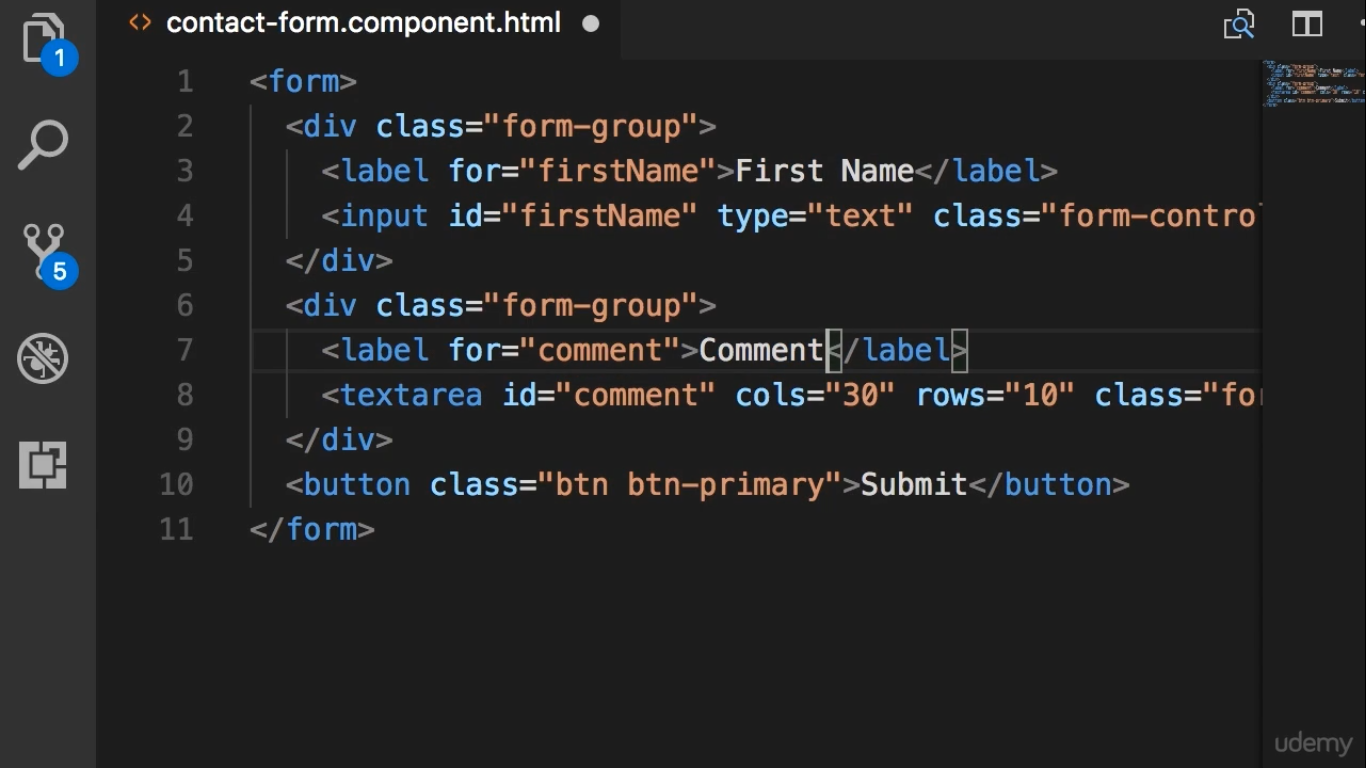 contact-form.component.html
1
1 <form>
2 <div class="form-group">
3 <label for="firstName">First Name</label>
4 <input id="firstName" type="text" class="form-contro
5 </div>
6 <div class="form-group">
7 <label for="comment">Comment</label>
8 <textarea id="comment" cols="30" rows="10" class="fo
9 </div>
10 <button class="btn btn-primary">Submit</button>
11 </form>
5
udemy